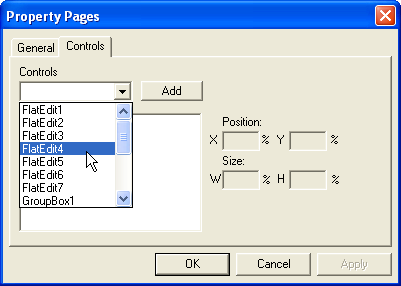 Property Pages
General Controls
Controls
Add
FlatEdit1
FlatEdit2
FlatEdit3
FlatEdit4
FlatEdit5
FlatEdit6
FlatEdit7
GroupBox1
Position:
X % Y %
Size:
W % H %
OK Cancel Apply